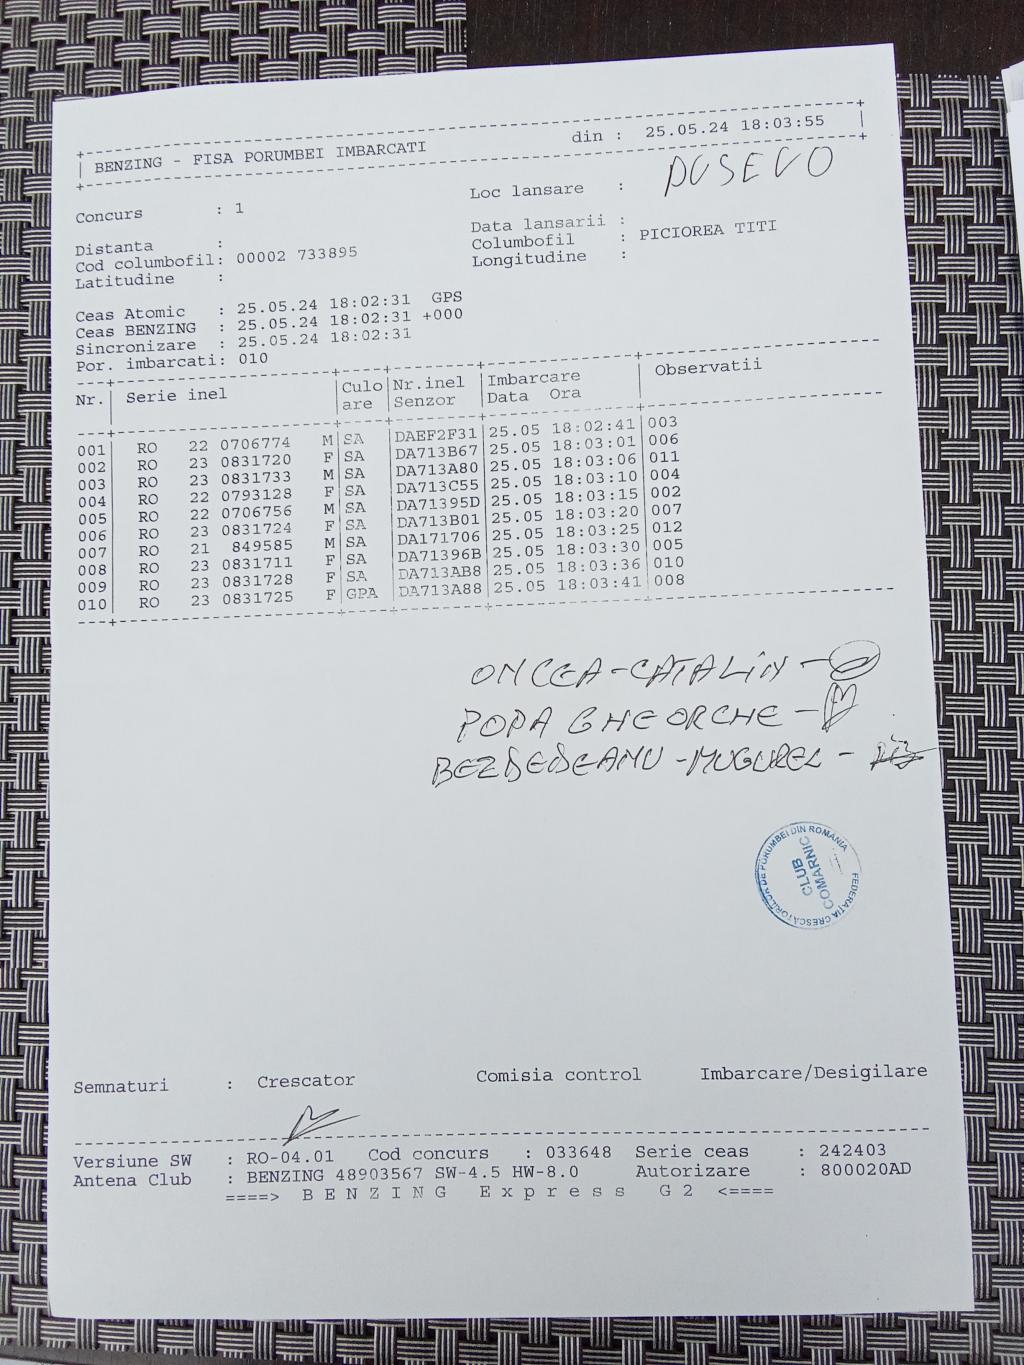 BENZING - FISA PORUMBEI IMBARCATI din : 25.05.24 18:03:55
Concurs : 1 Loc lansare : DUSEVO
Distanta : Data lansarii :
Cod columbofil: 00002 733895 Columbofil : PICIOREA TITI
Latitudine : Longitudine :
Ceas Atomic : 25.05.24 18:02:31 GPS
Ceas BENZING : 25.05.24 18:02:31 +000
Sincronizare : 25.05.24 18:02:31
Por. imbarcati: 010
Nr. Serie inel Culo Nr.inel Imbarcare Observatii
are Senzor Data Ora
001 RO 22 0706774 M SA DAEF2F31 25.05 18:02:41 003
002 RO 23 0831720 F SA DA713B67 25.05 18:03:01 006
003 RO 23 0831733 M SA DA713A80 25.05 18:03:06 011
004 RO 22 0793128 F SA DA713C55 25.05 18:03:10 004
005 RO 22 0706756 M SA DA71395D 25.05 18:03:15 002
006 RO 23 0831724 F SA DA713B01 25.05 18:03:20 007
007 RO 21 849585 M SA DA171706 25.05 18:03:25 012
008 RO 23 0831711 F SA DA71396B 25.05 18:03:30 005
009 RO 23 0831728 F SA DA713AB8 25.05 18:03:36 010
010 RO 23 0831725 F GPA DA713A88 25.05 18:03:41 008
ONCEA-CATALIN -
POPA GHEORGHE -
BEZDEDEANU - MUGUREL -
FEDERAȚIA CRESCĂTORILOR DE PORUMBEI DIN ROMANIA
CLUB
COMARNIC
Semnaturi : Crescator Comisia control Imbarcare/Desigilare
Versiune SW : RO-04.01 Cod concurs : 033648 Serie ceas : 242403
Antena Club : BENZING 48903567 SW-4.5 HW-8.0 Autorizare : 800020AD
====> B E N Z I N G E x p r e s s G 2 <====